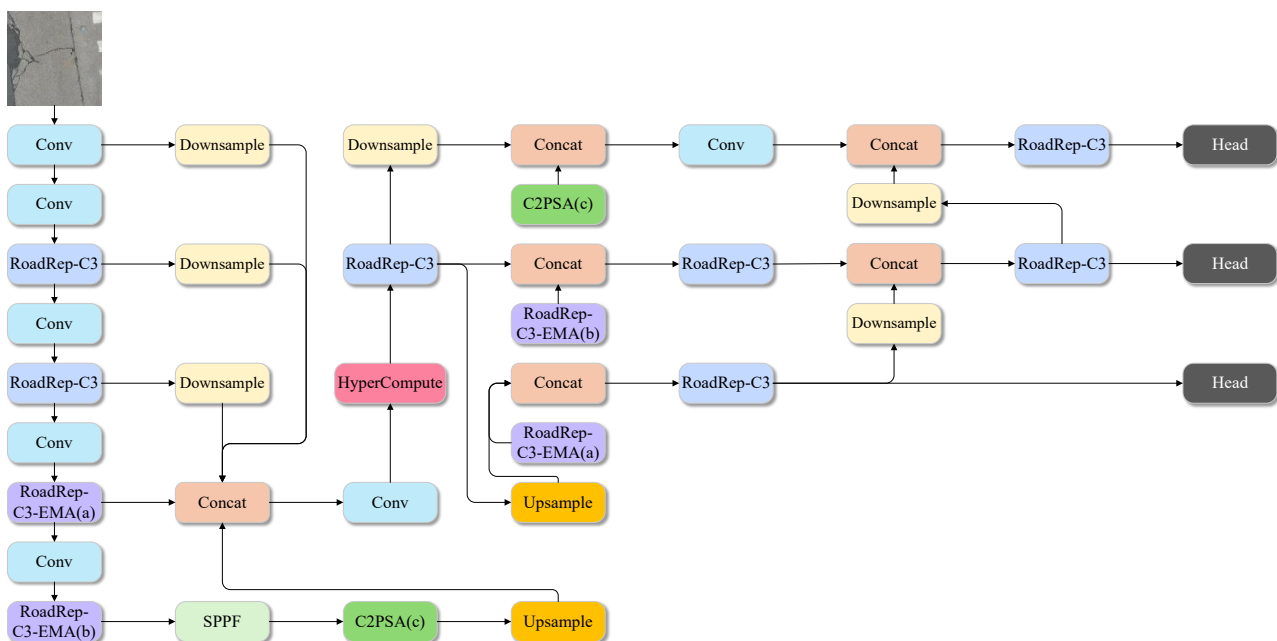 Conv
Downsample
Downsample
Concat
Conv
Concat
RoadRep-C3
Head
Conv
C2PSA(c)
Downsample
RoadRep-C3
Downsample
RoadRep-C3
Concat
RoadRep-C3
Concat
RoadRep-C3
Head
Conv
RoadRep-
C3-EMA(b)
Downsample
RoadRep-C3
Downsample
HyperCompute
Concat
RoadRep-C3
Head
Conv
RoadRep-
C3-EMA(a)
RoadRep-
C3-EMA(a)
Concat
Conv
Upsample
Conv
RoadRep-
C3-EMA(b)
SPPF
C2PSA(c)
Upsample